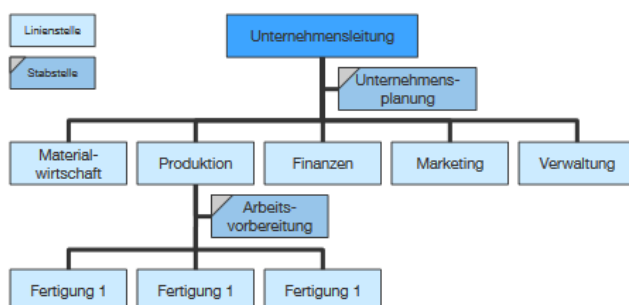 Linienstelle
Stabstelle
Unternehmensleitung
Unternehmens-
planung
Material-
wirtschaft
Produktion
Finanzen
Marketing
Verwaltung
Arbeits-
vorbereitung
Fertigung 1
Fertigung 1
Fertigung 1